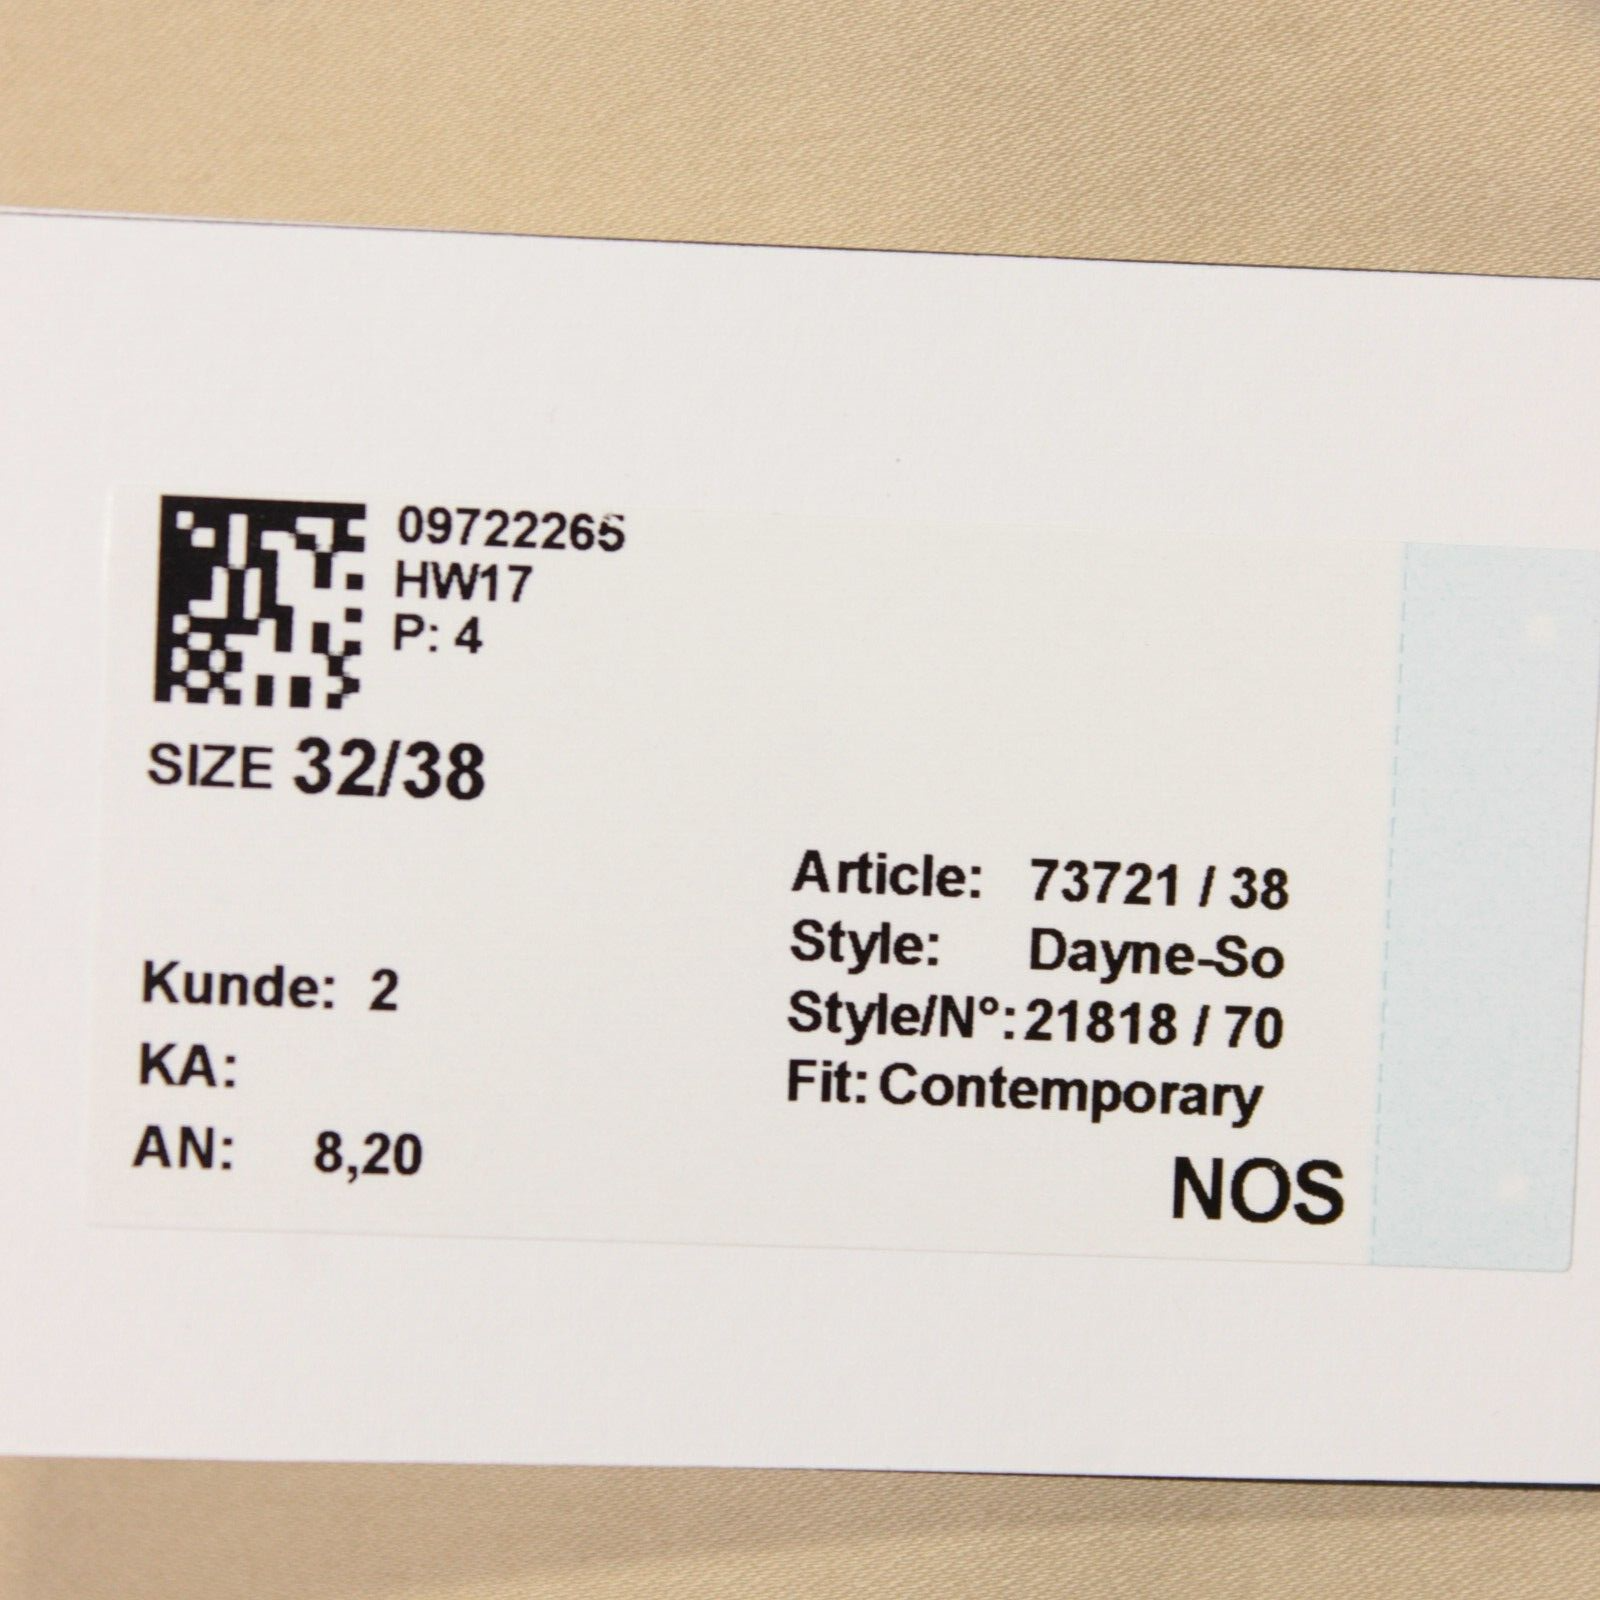 09722265
HW17
P: 4
SIZE 32/38
Article: 73721 / 38
Style: Dayne-So
Style/N°: 21818 / 70
Fit: Contemporary
NOS
Kunde: 2
KA:
AN: 8,20